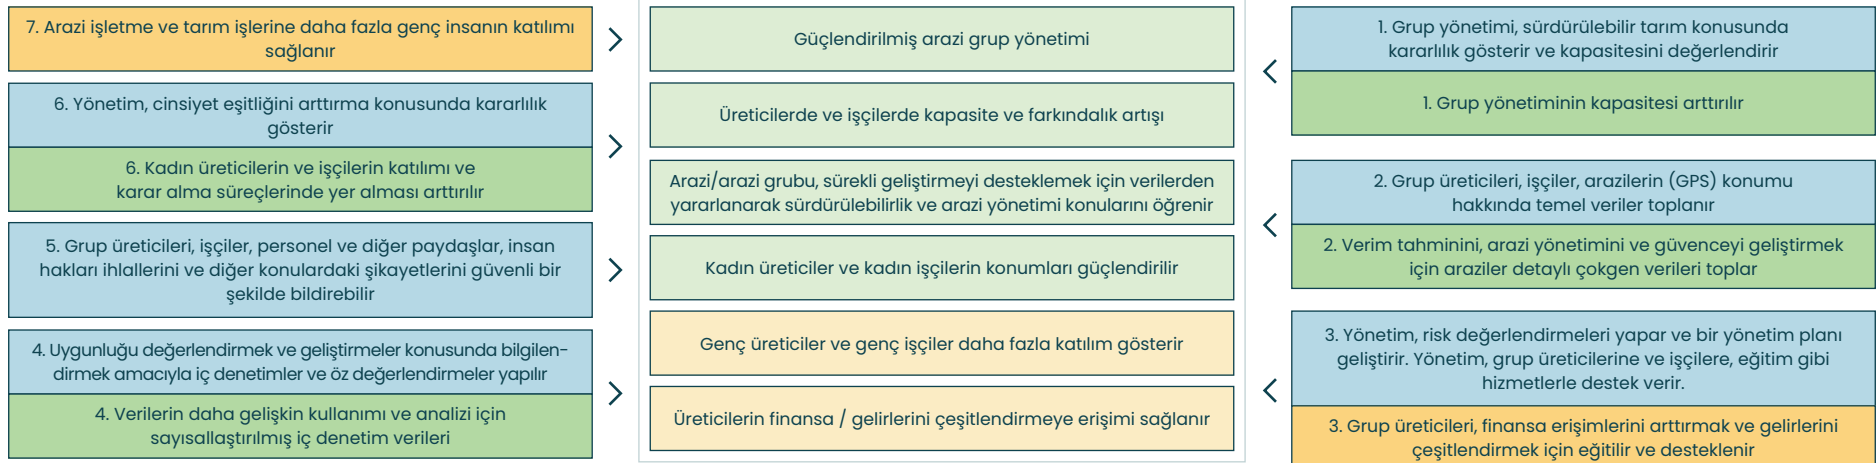 7. Arazi işletme ve tarım işlerine daha fazla genç insanın katılımı
sağlanır
6. Yönetim, cinsiyet eşitliğini arttırma konusunda kararlılık
gösterir
6. Kadın üreticilerin ve işçilerin katılımı ve
karar alma süreçlerinde yer alması arttırılır
5. Grup üreticileri, işçiler, personel ve diğer paydaşlar, insan
hakları ihlallerini ve diğer konulardaki şikayetlerini güvenli bir
şekilde bildirebilir
4. Uygunluğu değerlendirmek ve geliştirmeler konusunda bilgilen-
dirmek amacıyla iç denetimler ve öz değerlendirmeler yapılır
4. Verilerin daha gelişkin kullanımı ve analizi için
sayısallaştırılmış iç denetim verileri
Güçlendirilmiş arazi grup yönetimi
Üreticilerde ve işçilerde kapasite ve farkındalık artışı
Arazi/arazi grubu, sürekli geliştirmeyi desteklemek için verilerden
yararlanarak sürdürülebilirlik ve arazi yönetimi konularını öğrenir
Kadın üreticiler ve kadın işçilerin konumları güçlendirilir
Genç üreticiler ve genç işçiler daha fazla katılım gösterir
Üreticilerin finansa / gelirlerini çeşitlendirmeye erişimi sağlanır
1. Grup yönetimi, sürdürülebilir tarım konusunda
kararlılık gösterir ve kapasitesini değerlendirir
1. Grup yönetiminin kapasitesi arttırılır
2. Grup üreticileri, işçiler, arazilerin (GPS) konumu
hakkında temel veriler toplanır
2. Verim tahminini, arazi yönetimini ve güvenceyi geliştirmek
için araziler detaylı çokgen verileri toplar
3. Yönetim, risk değerlendirmeleri yapar ve bir yönetim planı
geliştirir. Yönetim, grup üreticilerine ve işçilere, eğitim gibi
hizmetlerle destek verir.
3. Grup üreticileri, finansa erişimlerini arttırmak ve gelirlerini
çeşitlendirmek için eğitilir ve desteklenir